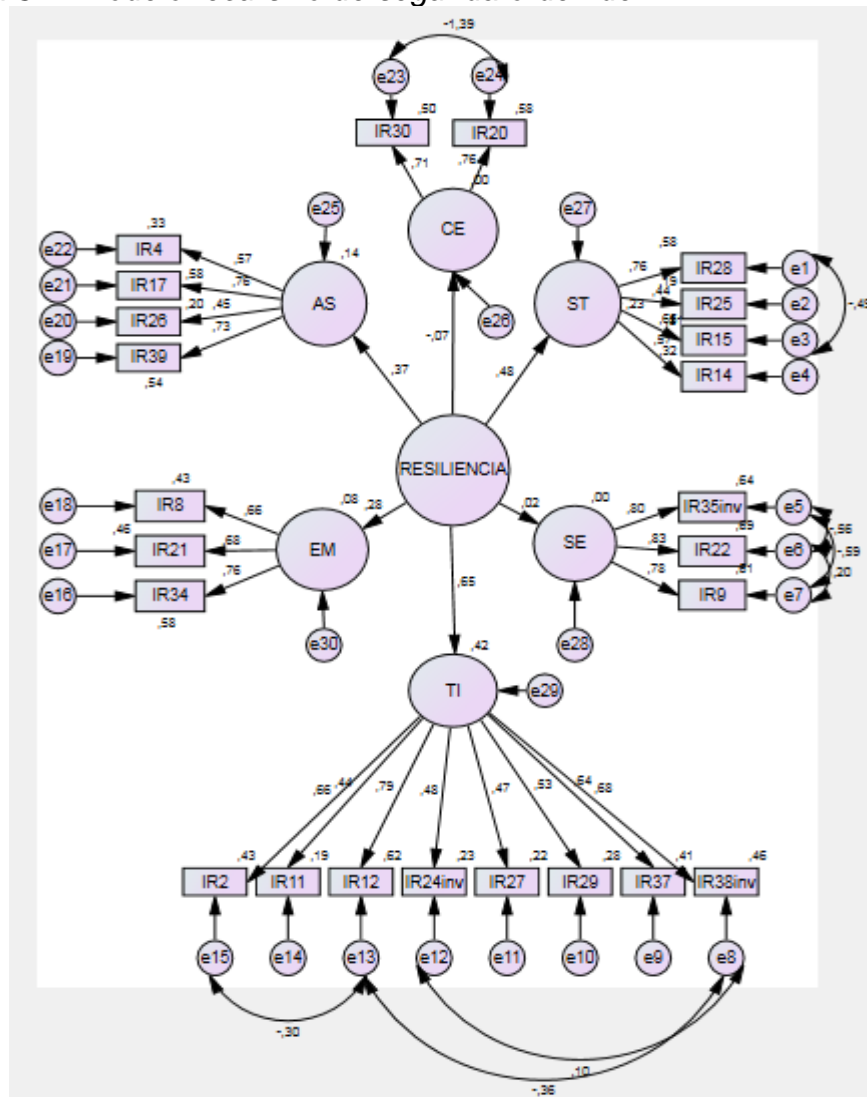 -1,39
e23 e24
,50 ,58
IR30 IR20
,71 ,76
,00
CE
e25 e27
e26
,33
e22 IR4 ,57
e21 IR17 ,58 ,76
e20 IR26 ,20 ,45
e19 IR39 ,73
,54
,14
AS
ST
,58
,76 IR28 e1
,44 IR25 e2
,23 IR15 e3
,32 IR14 e4
-,07
,37 ,48
RESILIENCIA
,43
e18 IR8 ,66
,46
e17 IR21 ,68
e16 IR34 ,76
,58
,08 ,28
EM
e30
,02 ,00
SE
e28
,64
,80 IR35inv e5
,83 IR22 e6
,78 IR9 e7
-,56
-,59
,20
,65
,42
TI e29
,66 ,44 ,79 ,48 ,47 ,53 ,64 ,68
,43 ,19 ,62 ,23 ,22 ,28 ,41 ,46
IR2 IR11 IR12 IR24inv IR27 IR29 IR37 IR38inv
e15 e14 e13 e12 e11 e10 e9 e8
-,30
,10
-,36